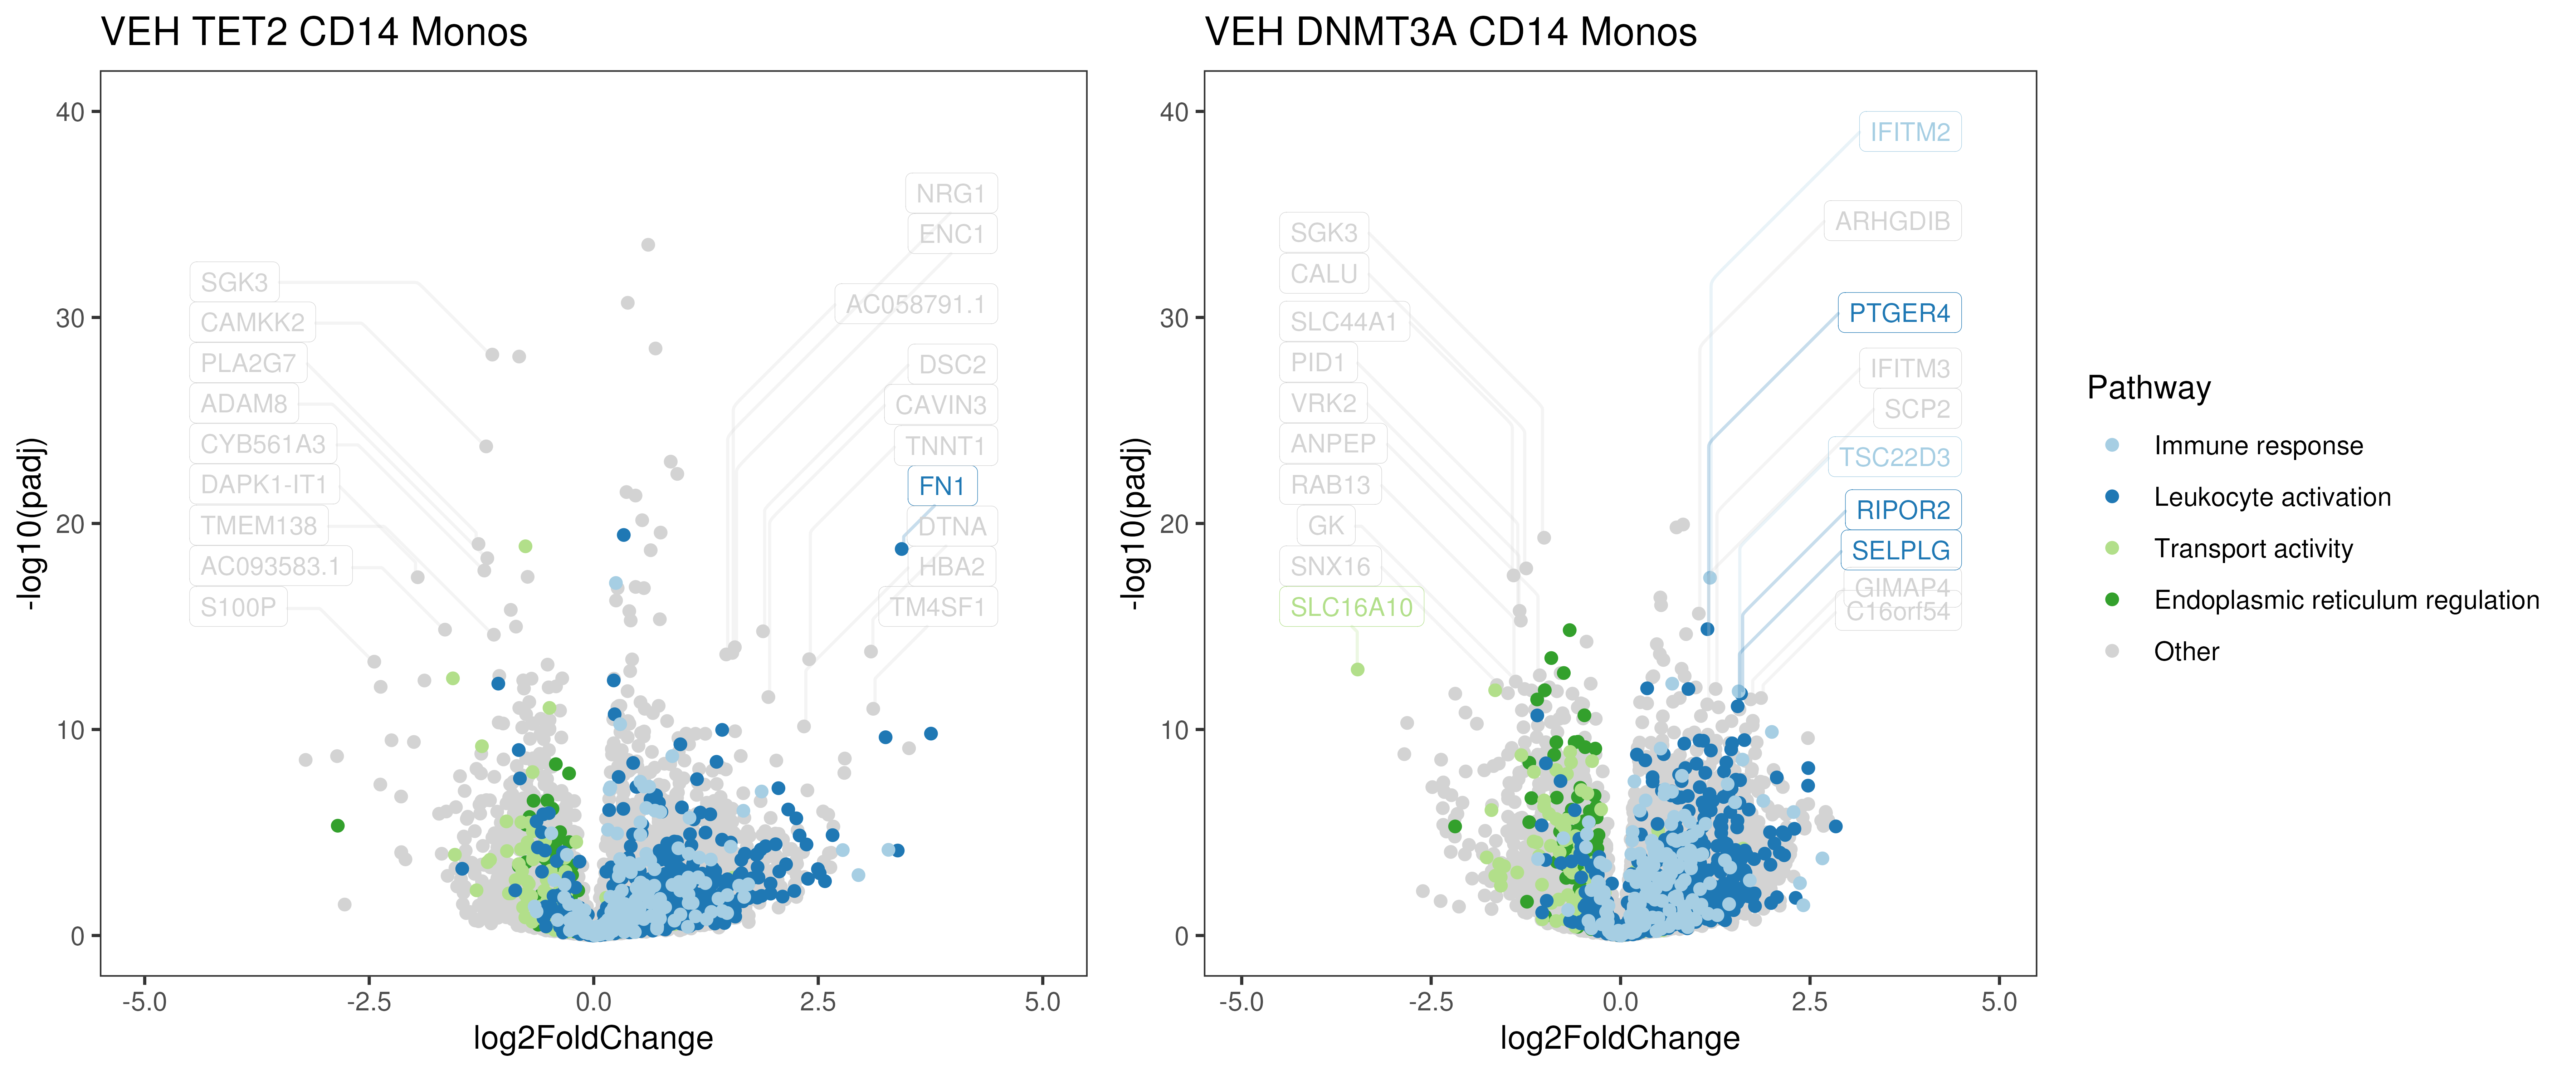 VEH TET2 CD14 Monos
-log10(padj)
40
30
20
10
0
-5.0
-2.5
0.0
2.5
5.0
log2FoldChange
SGK3
CAMKK2
PLA2G7
ADAM8
CYB561A3
DAPK1-IT1
TMEM138
AC093583.1
S100P
NRG1
ENC1
AC058791.1
DSC2
CAVIN3
TNNT1
FN1
DTNA
HBA2
TM4SF1
VEH DNMT3A CD14 Monos
-log10(padj)
40
30
20
10
0
-5.0
-2.5
0.0
2.5
5.0
log2FoldChange
SGK3
CALU
SLC44A1
PID1
VRK2
ANPEP
RAB13
GK
SNX16
SLC16A10
IFITM2
ARHGDIB
PTGER4
IFITM3
SCP2
TSC22D3
RIPOR2
SELPLG
GIMAP4
C16orf54
Pathway
Immune response
Leukocyte activation
Transport activity
Endoplasmic reticulum regulation
Other